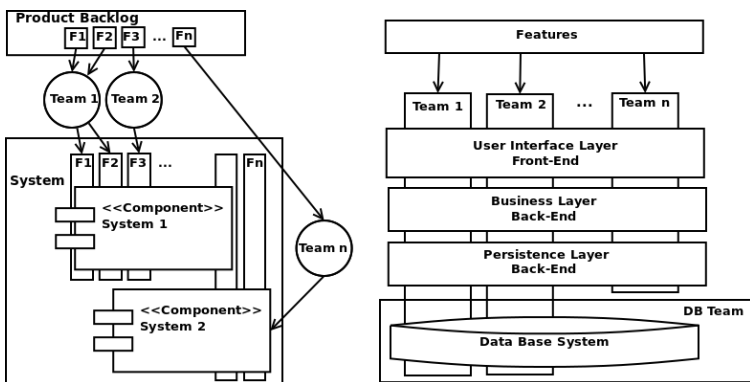 Product Backlog
F1 F2 F3 ... Fn
Team 1 Team 2
System
F1 F2 F3 ... Fn
<<Component>>
System 1
Team n
<<Component>>
System 2
Features
Team 1 Team 2 ... Team n
User Interface Layer
Front-End
Business Layer
Back-End
Persistence Layer
Back-End
DB Team
Data Base System